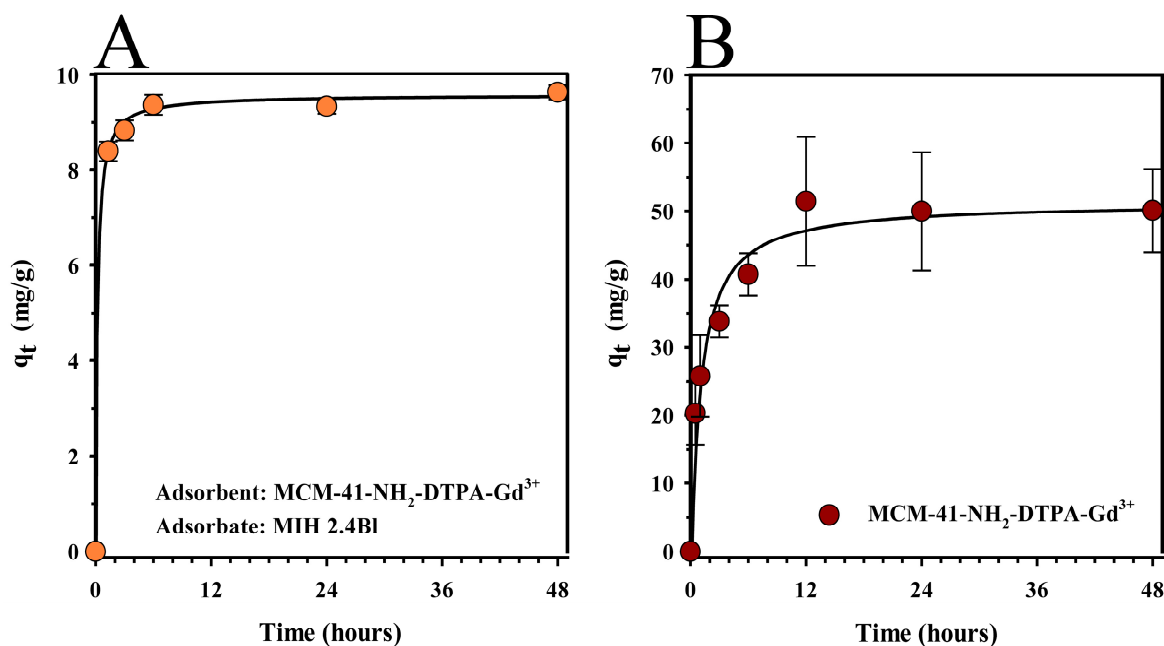 A
B
10
8
6
4
2
0
qt (mg/g)
0
12
24
36
48
Time (hours)
Adsorbent: MCM-41-NH2-DTPA-Gd3+
Adsorbate: MIH 2.4Bl
70
60
50
40
30
20
10
0
qt (mg/g)
0
12
24
36
48
Time (hours)
MCM-41-NH2-DTPA-Gd3+